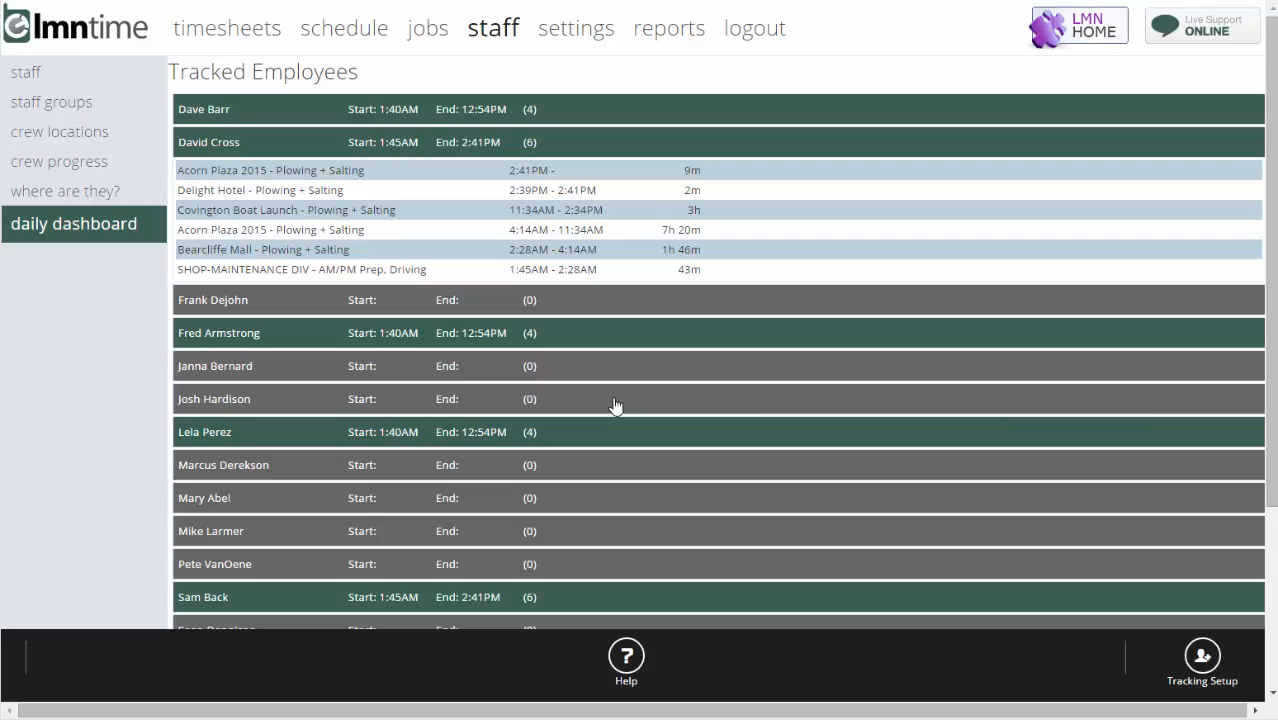 lmntime timesheets schedule jobs staff settings reports logout LMN HOME Live Support ONLINE
staff
staff groups
crew locations
crew progress
where are they?
daily dashboard
Tracked Employees
Dave Barr Start: 1:40AM End: 12:54PM (4)
David Cross Start: 1:45AM End: 2:41PM (6)
Acorn Plaza 2015 - Plowing + Salting 2:41PM - 9m
Delight Hotel - Plowing + Salting 2:39PM - 2:41PM 2m
Covington Boat Launch - Plowing + Salting 11:34AM - 2:34PM 3h
Acorn Plaza 2015 - Plowing + Salting 4:14AM - 11:34AM 7h 20m
Bearcliffe Mall - Plowing + Salting 2:28AM - 4:14AM 1h 46m
SHOP-MAINTENANCE DIV - AM/PM Prep, Driving 1:45AM - 2:28AM 43m
Frank Dejohn Start: End: (0)
Fred Armstrong Start: 1:40AM End: 12:54PM (4)
Janna Bernard Start: End: (0)
Josh Hardison Start: End: (0)
Lela Perez Start: 1:40AM End: 12:54PM (4)
Marcus Derekson Start: End: (0)
Mary Abel Start: End: (0)
Mike Larmer Start: End: (0)
Pete VanOene Start: End: (0)
Sam Back Start: 1:45AM End: 2:41PM (6)
? Help
Tracking Setup